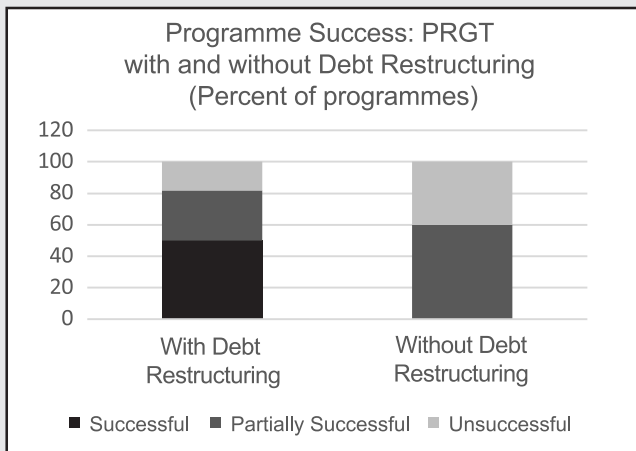 Programme Success: PRGT
with and without Debt Restructuring
(Percent of programmes)
120
100
80
60
40
20
0
With Debt
Restructuring
Without Debt
Restructuring
Successful
Partially Successful
Unsuccessful